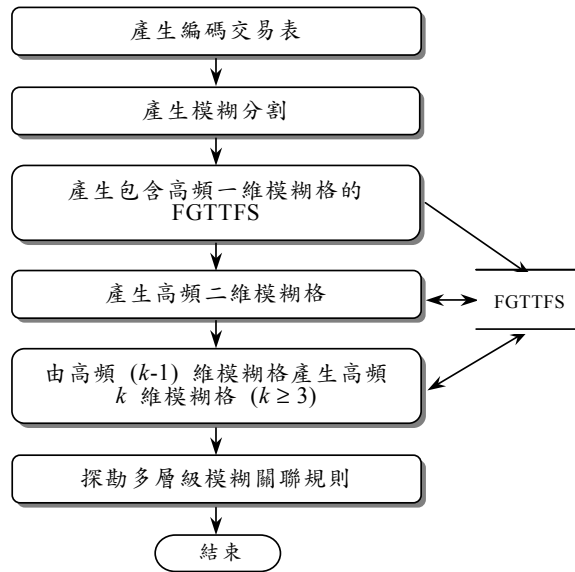 產生編碼交易表
產生模糊分割
產生包含高頻一維模糊格的
FGTTFS
產生高頻二維模糊格
FGTTFS
由高頻 (k-1) 維模糊格產生高頻
k 維模糊格 (k ≥ 3)
探勘多層級模糊關聯規則
結束